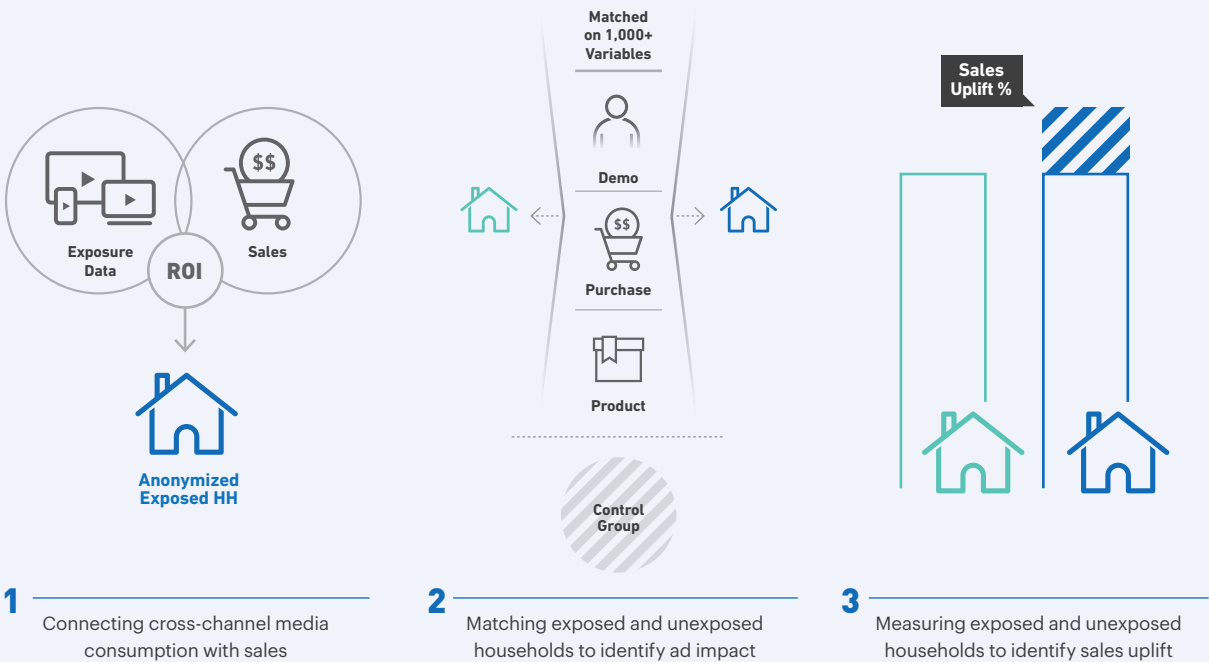 Exposure
Data
$$
Sales
ROI
Anonymized
Exposed HH
1
Connecting cross-channel media
consumption with sales
Matched
on 1,000+
Variables
Demo
$$
Purchase
Product
Control
Group
2
Matching exposed and unexposed
households to identify ad impact
Sales
Uplift %
3
Measuring exposed and unexposed
households to identify sales uplift